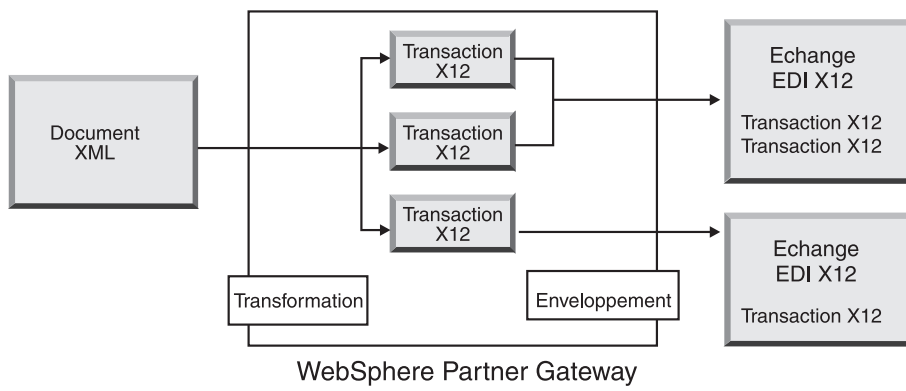 Document
XML
Transaction
X12
Transaction
X12
Transaction
X12
Transformation
Enveloppement
Echange
EDI X12
Transaction X12
Transaction X12
Echange
EDI X12
Transaction X12
WebSphere Partner Gateway